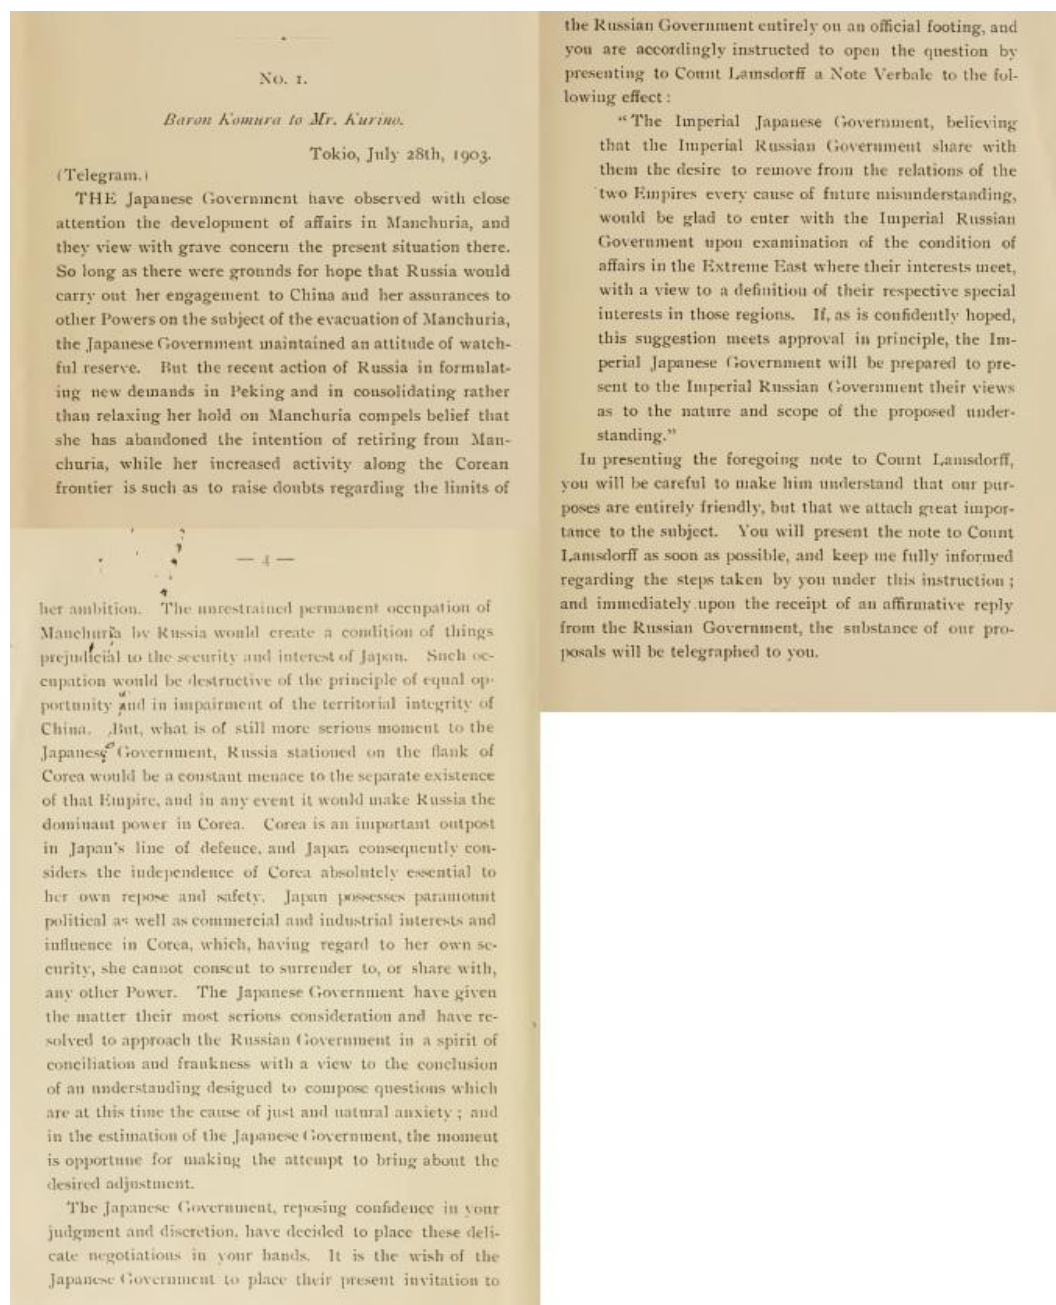 No. 1.
Baron Komura to Mr. Kurino.
Tokio, July 28th, 1903.
(Telegram.)
THE Japanese Government have observed with close
attention the development of affairs in Manchuria, and
they view with grave concern the present situation there.
So long as there were grounds for hope that Russia would
carry out her engagement to China and her assurances to
other Powers on the subject of the evacuation of Manchuria,
the Japanese Government maintained an attitude of watch-
ful reserve. But the recent action of Russia in formulat-
ing new demands in Peking and in consolidating rather
than relaxing her hold on Manchuria compels belief that
she has abandoned the intention of retiring from Man-
churia, while her increased activity along the Corean
frontier is such as to raise doubts regarding the limits of
— 4 —
her ambition. The unrestrained permanent occupation of
Manchuria by Russia would create a condition of things
prejudicial to the security and interest of Japan. Such oc-
cupation would be destructive of the principle of equal op-
portunity and in impairment of the territorial integrity of
China. But, what is of still more serious moment to the
Japanese Government, Russia stationed on the flank of
Corea would be a constant menace to the separate existence
of that Empire, and in any event it would make Russia the
dominant power in Corea. Corea is an important outpost
in Japan's line of defence, and Japan consequently con-
siders the independence of Corea absolutely essential to
her own repose and safety. Japan possesses paramount
political as well as commercial and industrial interests and
influence in Corea, which, having regard to her own se-
curity, she cannot consent to surrender to, or share with,
any other Power. The Japanese Government have given
the matter their most serious consideration and have re-
solved to approach the Russian Government in a spirit of
conciliation and frankness with a view to the conclusion
of an understanding designed to compose questions which
are at this time the cause of just and natural anxiety ; and
in the estimation of the Japanese Government, the moment
is opportune for making the attempt to bring about the
desired adjustment.
The Japanese Government, reposing confidence in your
judgment and discretion, have decided to place these deli-
cate negotiations in your hands. It is the wish of the
Japanese Government to place their present invitation to
the Russian Government entirely on an official footing, and
you are accordingly instructed to open the question by
presenting to Count Lamsdorff a Note Verbale to the fol-
lowing effect :
“The Imperial Japanese Government, believing
that the Imperial Russian Government share with
them the desire to remove from the relations of the
two Empires every cause of future misunderstanding,
would be glad to enter with the Imperial Russian
Government upon examination of the condition of
affairs in the Extreme East where their interests meet,
with a view to a definition of their respective special
interests in those regions. If, as is confidently hoped,
this suggestion meets approval in principle, the Im-
perial Japanese Government will be prepared to pre-
sent to the Imperial Russian Government their views
as to the nature and scope of the proposed under-
standing.”
In presenting the foregoing note to Count Lamsdorff,
you will be careful to make him understand that our pur-
poses are entirely friendly, but that we attach great impor-
tance to the subject. You will present the note to Count
Lamsdorff as soon as possible, and keep me fully informed
regarding the steps taken by you under this instruction ;
and immediately upon the receipt of an affirmative reply
from the Russian Government, the substance of our pro-
posals will be telegraphed to you.